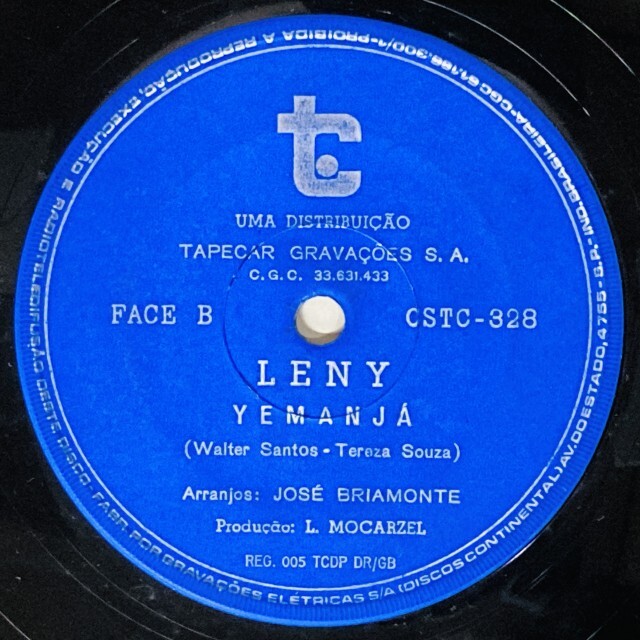 tc
UMA DISTRIBUIÇÃO
TAPECAR GRAVAÇÕES S. A.
C. G. C. 33.631.433
FACE B
CSTC-328
LENY
YEMANJÁ
(Walter Santos - Tereza Souza)
Arranjos: JOSÉ BRIAMONTE
Produção: L. MOCARZEL
REG. 005 TCDP DR/GB
FABR. POR GRAVAÇÕES ELÉTRICAS S/A (DISCOS CONTINENTAL) AV. DO ESTADO, 4755 - S.P. - IND. BRASILEIRA - CGC 61.186.300/1 - PROIBIDA A REPRODUÇÃO, EXECUÇÃO E RADIOTELEDIFUSÃO DESTE DISCO.